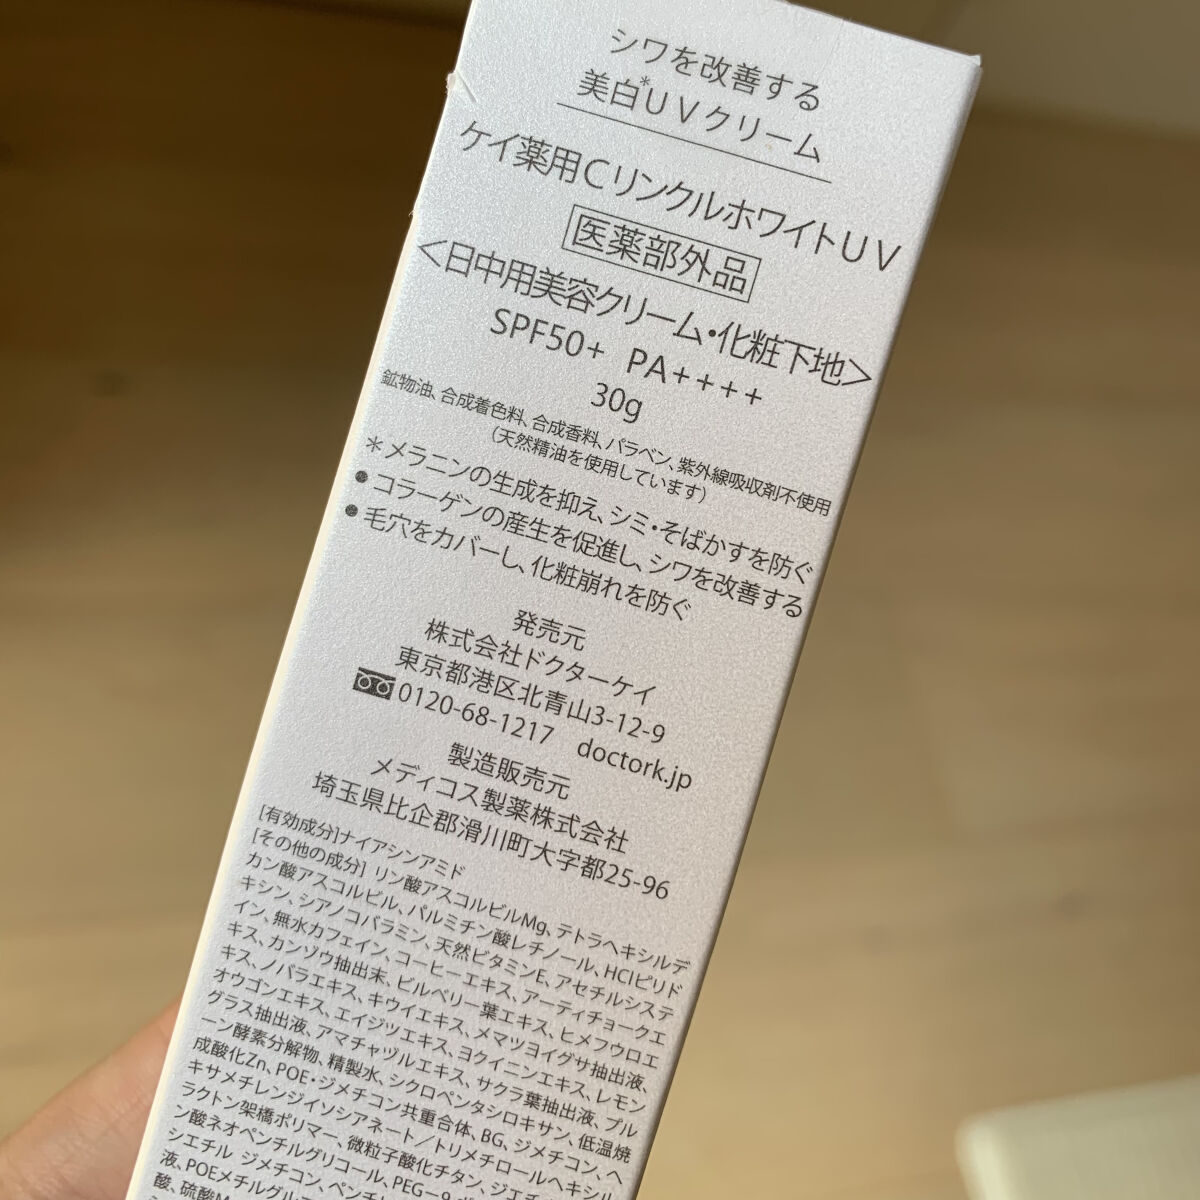 シワを改善する
美白*UVクリーム
ケイ薬用CリンクルホワイトUV
医薬部外品
＜日中用美容クリーム・化粧下地＞
SPF50+ PA++++
30g
鉱物油、合成着色料、合成香料、パラベン、紫外線吸収剤不使用
（天然精油を使用しています）
＊メラニンの生成を抑え、シミ・そばかすを防ぐ
●コラーゲンの産生を促進し、シワを改善する
●毛穴をカバーし、化粧崩れを防ぐ
発売元
株式会社ドクターケイ
東京都港区北青山3-12-9
0120-68-1217 doctork.jp
製造販売元
メディコス製薬株式会社
埼玉県比企郡滑川町大字都25-96
[有効成分]ナイアシンアミド
[その他の成分] リン酸アスコルビルMg、テトラヘキシルデ
カン酸アスコルビル、パルミチン酸レチノール、HClピリド
キシン、シアノコバラミン、天然ビタミンE、アセチルシステ
イン、無水カフェイン、コーヒーエキス、アーティチョークエ
キス、カンゾウ抽出末、ビルベリー葉エキス、ヒメフウロエ
キス、ノバラエキス、キウイエキス、メマツヨイグサ抽出液、
オウゴンエキス、エイジツエキス、ヨクイニンエキス、レモン
グラス抽出液、アマチャヅルエキス、サクラ葉抽出液、プル
ーン酵素分解物、精製水、シクロペンタシロキサン、低温焼
成酸化Zn、POE・ジメチコン共重合体、BG、ジメチコン、ヘ
キサメチレンジイソシアネート／トリメチロールヘキシル
ラクトン架橋ポリマー、微粒子酸化チタン、ジエチ
ン酸ネオペンチルグリコール、PEG－9
シエチル ジメチコン、ペンチレ
液、POEメチルグル
酸、硫酸M